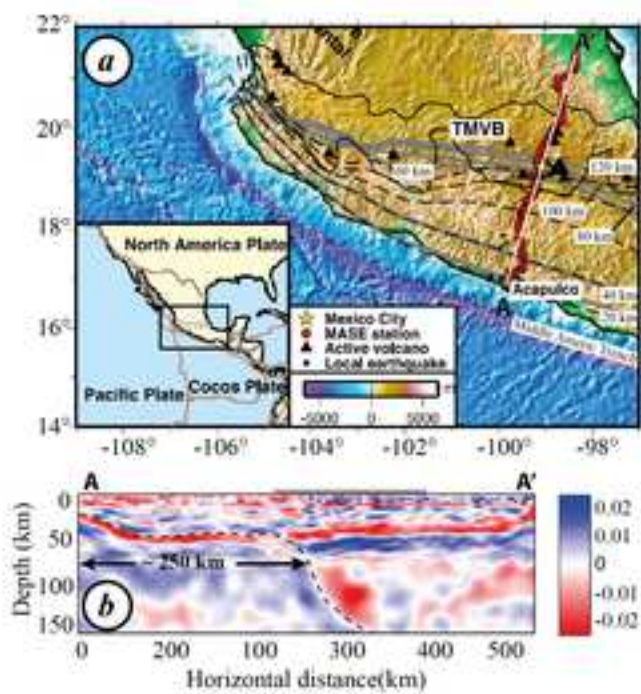 22°
20°
18°
16°
14°
a
A'
TMVB
60 km
120 km
100 km
80 km
40 km
20 km
Acapulco
A
North America Plate
Pacific Plate
Cocos Plate
Mexico City
MASE station
Active volcano
Local earthquake
-5000 0 5000
-108° -106° -104° -102° -100° -98°
A A'
Depth (km)
0
50
100
150
~ 250 km
b
0 200 100 300 400 500
Horizontal distance(km)
0.02
0.01
0
-0.01
-0.02